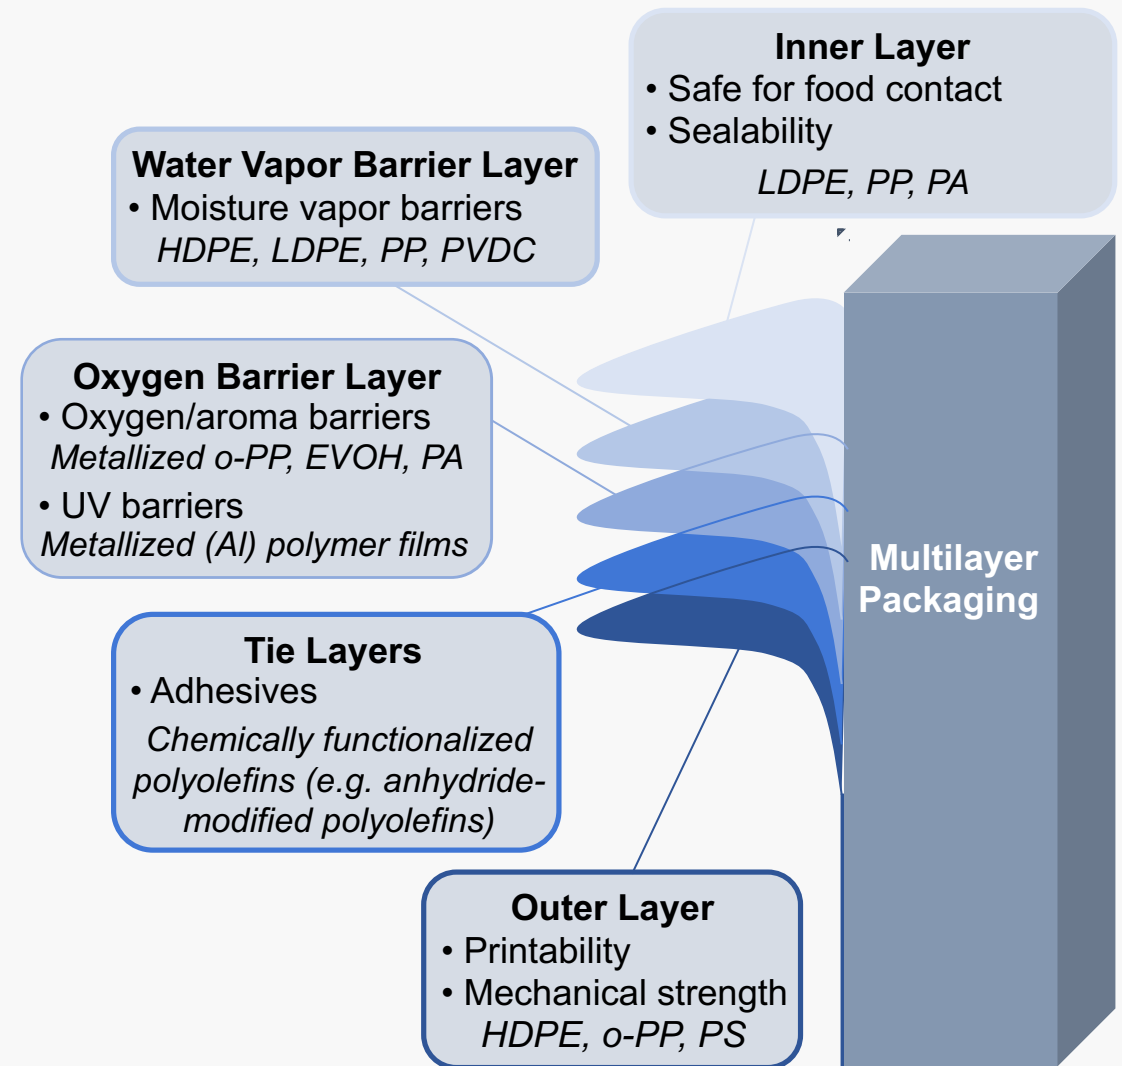 Inner Layer
• Safe for food contact
• Sealability
LDPE, PP, PA
Water Vapor Barrier Layer
• Moisture vapor barriers
HDPE, LDPE, PP, PVDC
Oxygen Barrier Layer
• Oxygen/aroma barriers
Metallized o-PP, EVOH, PA
• UV barriers
Metallized (Al) polymer films
Multilayer
Packaging
Tie Layers
• Adhesives
Chemically functionalized
polyolefins (e.g. anhydride-
modified polyolefins)
Outer Layer
• Printability
• Mechanical strength
HDPE, o-PP, PS